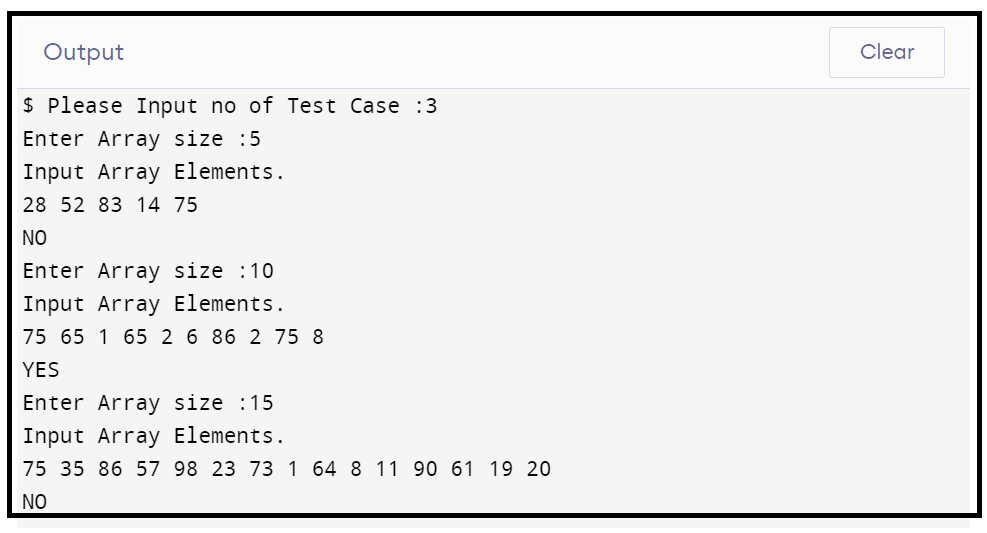 Output
Clear
$ Please Input no of Test Case :3
Enter Array size :5
Input Array Elements.
28 52 83 14 75
NO
Enter Array size :10
Input Array Elements.
75 65 1 65 2 6 86 2 75 8
YES
Enter Array size :15
Input Array Elements.
75 35 86 57 98 23 73 1 64 8 11 90 61 19 20
NO